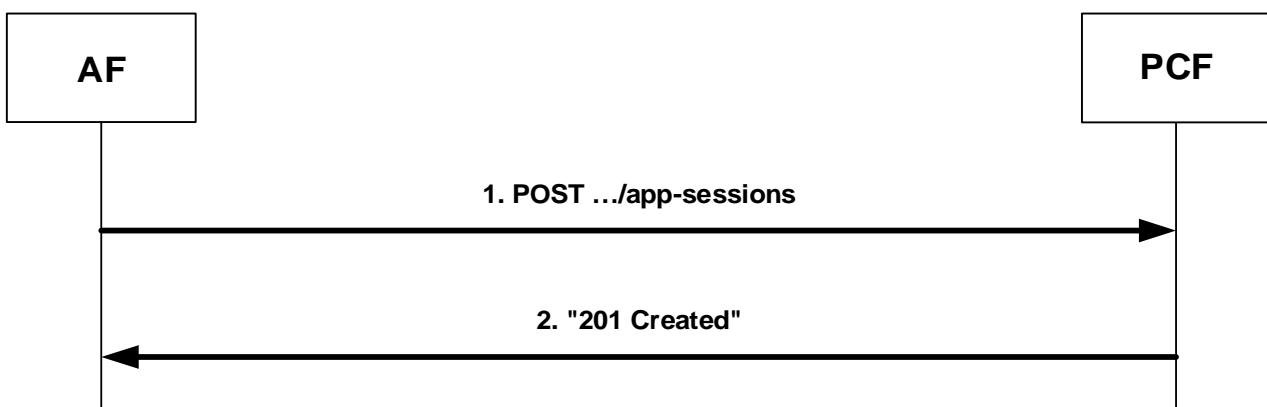 AF
PCF
1. POST …/app-sessions
2. "201 Created"